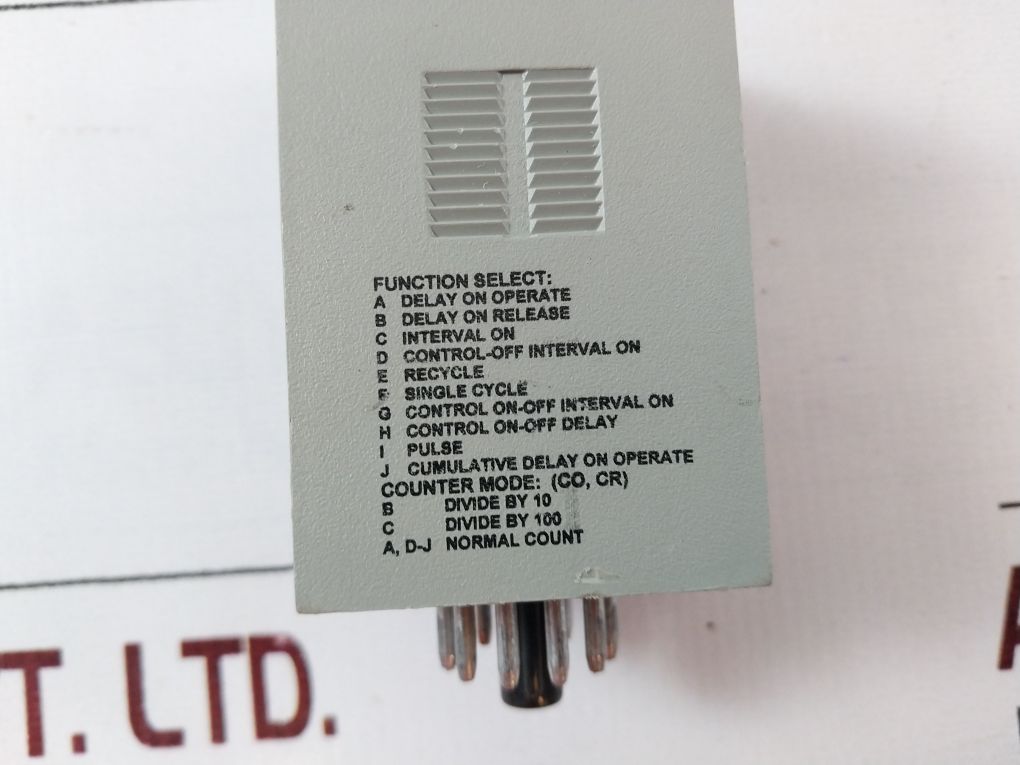 FUNCTION SELECT:
A DELAY ON OPERATE
B DELAY ON RELEASE
C INTERVAL ON
D CONTROL-OFF INTERVAL ON
E RECYCLE
F SINGLE CYCLE
G CONTROL ON-OFF INTERVAL ON
H CONTROL ON-OFF DELAY
I PULSE
J CUMULATIVE DELAY ON OPERATE
COUNTER MODE: (CO, CR)
B DIVIDE BY 10
C DIVIDE BY 100
A, D-J NORMAL COUNT
T. LTD.